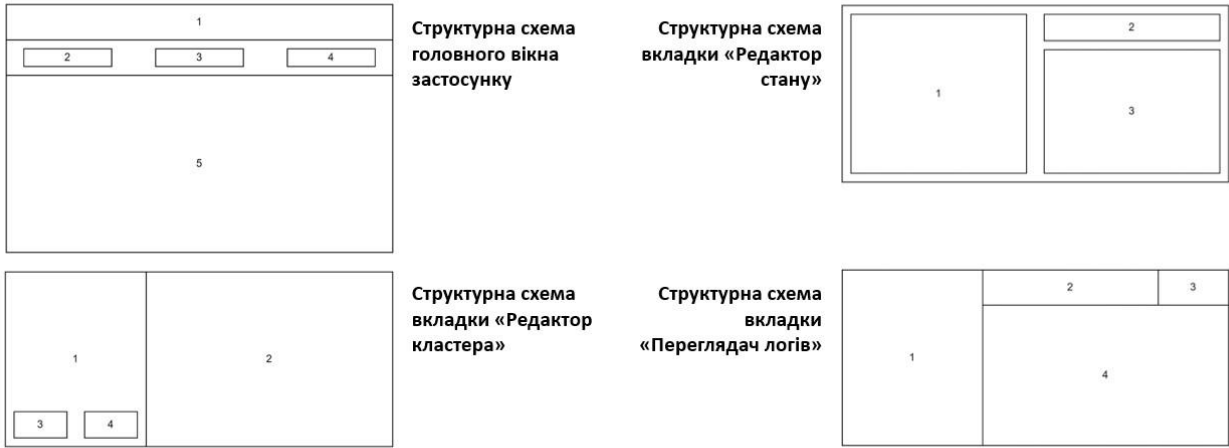 1
2 3 4
5
Структурна схема
головного вікна
застосунку
Структурна схема
вкладки «Редактор
стану»
1
2
3
1
2
3 4
Структурна схема
вкладки «Редактор
кластера»
Структурна схема
вкладки
«Переглядач логів»
1
2 3
4